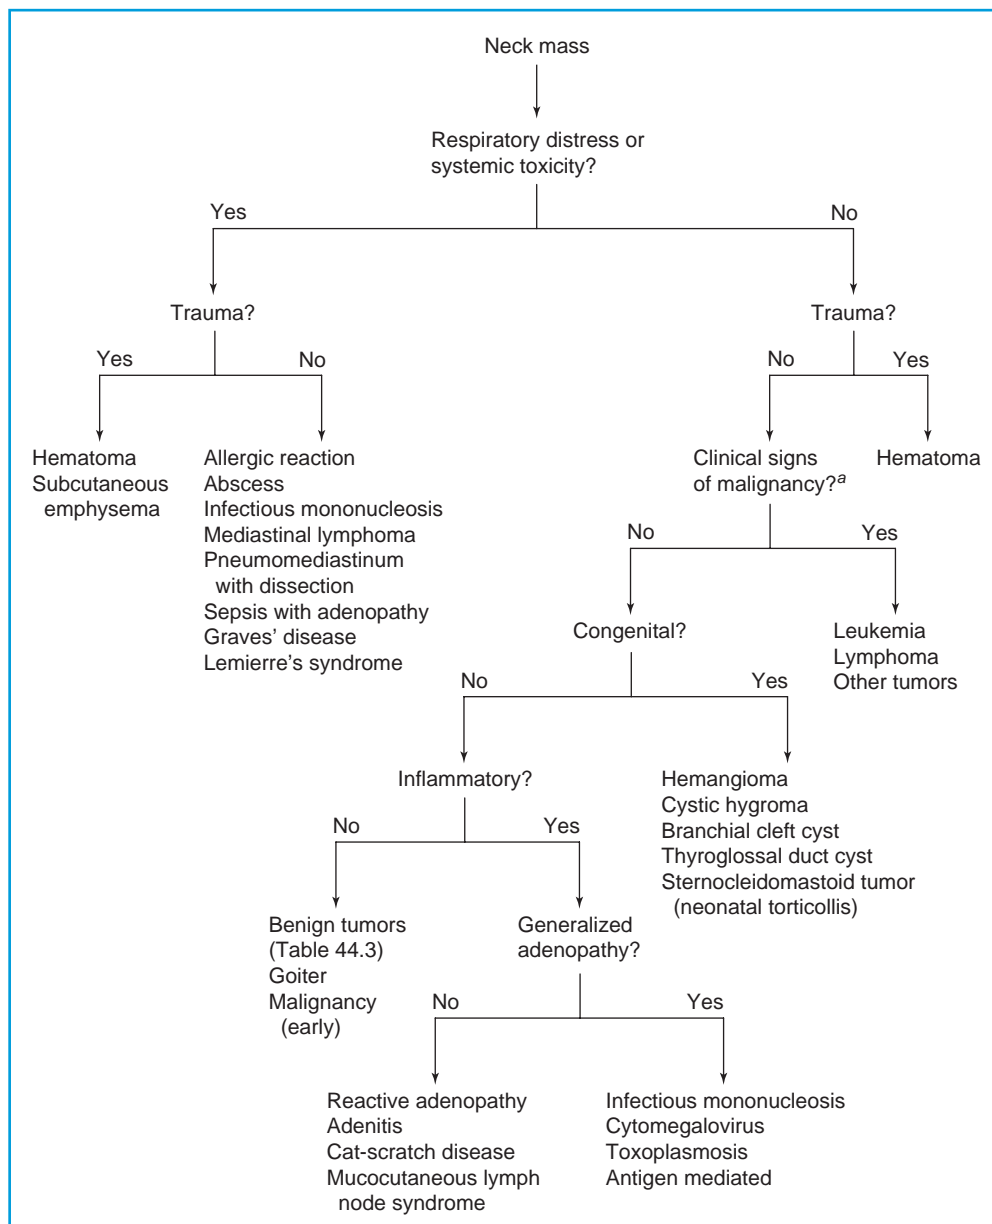 Neck mass
Respiratory distress or
systemic toxicity?
Yes
No
Trauma?
Trauma?
Yes
No
No
Yes
Hematoma
Subcutaneous
emphysema
Allergic reaction
Abscess
Infectious mononucleosis
Mediastinal lymphoma
Pneumomediastinum
with dissection
Sepsis with adenopathy
Graves' disease
Lemierre's syndrome
Clinical signs
of malignancy?a
Hematoma
No
Yes
Congenital?
Leukemia
Lymphoma
Other tumors
No
Yes
Inflammatory?
Hemangioma
Cystic hygroma
Branchial cleft cyst
Thyroglossal duct cyst
Sternocleidomastoid tumor
(neonatal torticollis)
No
Yes
Benign tumors
(Table 44.3)
Goiter
Malignancy
(early)
Generalized
adenopathy?
No
Yes
Reactive adenopathy
Adenitis
Cat-scratch disease
Mucocutaneous lymph
node syndrome
Infectious mononucleosis
Cytomegalovirus
Toxoplasmosis
Antigen mediated